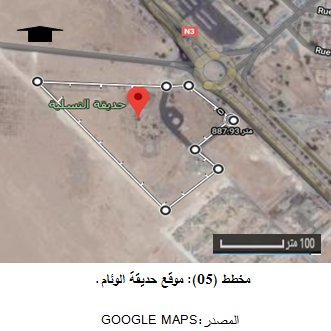 N3
حديقة التسلية
887.93 متر
100 متر
مخطط (05): موقع حديقة الوئام.
المصدر: GOOGLE MAPS